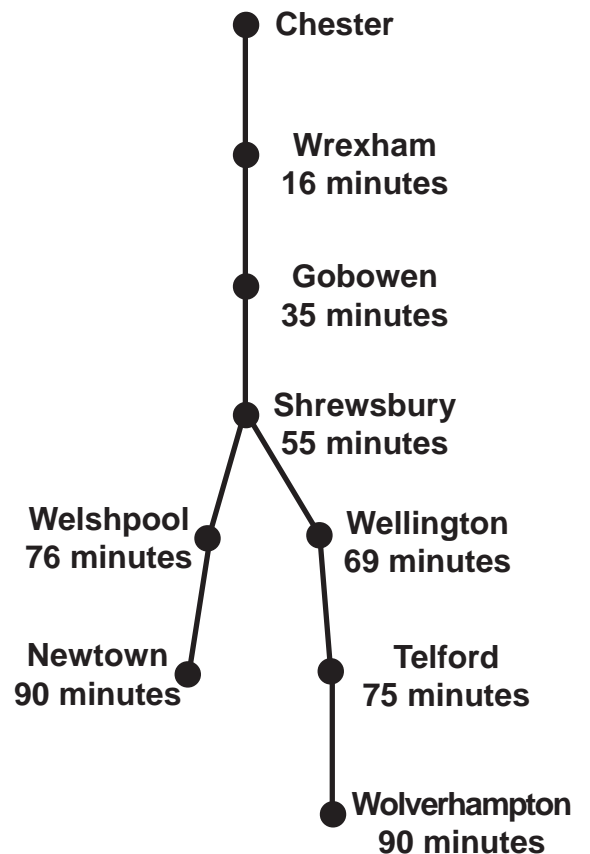 Chester
Wrexham
16 minutes
Gobowen
35 minutes
Shrewsbury
55 minutes
Welshpool
76 minutes
Wellington
69 minutes
Newtown
90 minutes
Telford
75 minutes
Wolverhampton
90 minutes